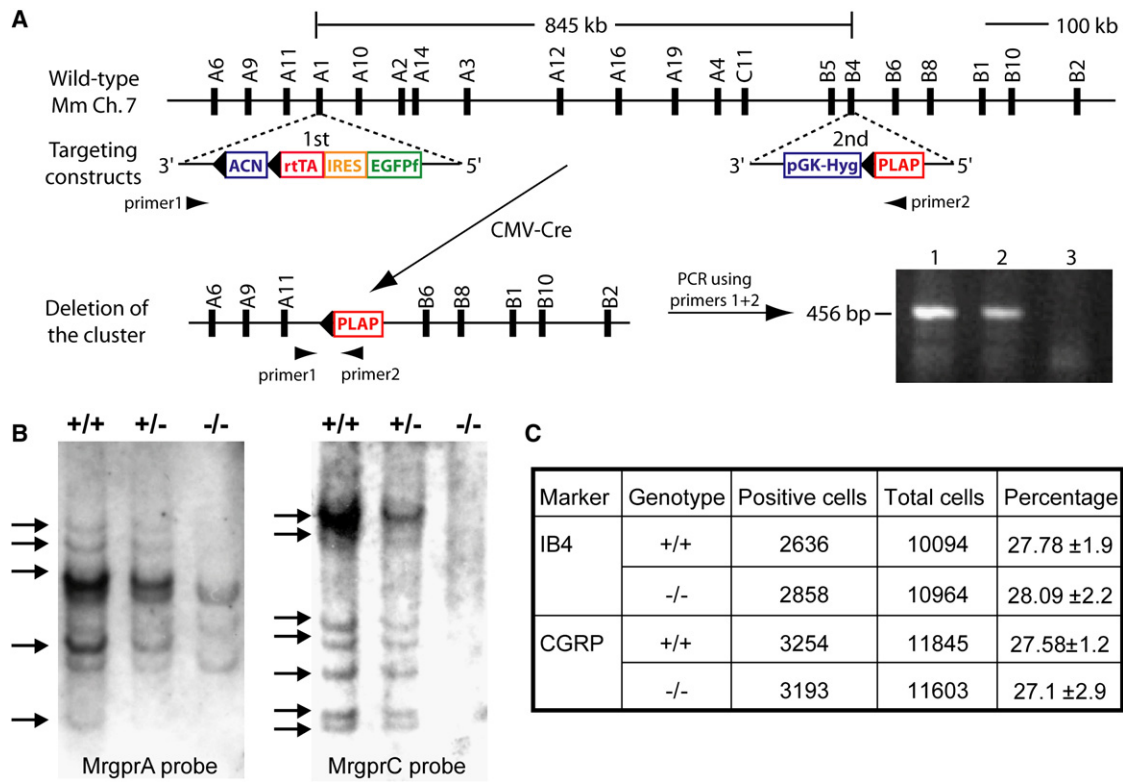 A
845 kb
100 kb
Wild-type
Mm Ch. 7
A6 A9 A11 A1 A10 A2 A14 A3 A12 A16 A19 A4 C11 B5 B4 B6 B8 B1 B10 B2
Targeting
constructs
1st
3' ACN rtTA IRES EGFPf 5'
primer1
2nd
3' pGK-Hyg PLAP 5'
primer2
CMV-Cre
Deletion of
the cluster
A6 A9 A11 PLAP B6 B8 B1 B10 B2
primer1 primer2
PCR using
primers 1+2
456 bp
1 2 3
B
+/+ +/- -/-
MrgprA probe
+/+ +/- -/-
MrgprC probe
C
Marker Genotype Positive cells Total cells Percentage
IB4 +/+ 2636 10094 27.78 ±1.9
-/- 2858 10964 28.09 ±2.2
CGRP +/+ 3254 11845 27.58±1.2
-/- 3193 11603 27.1 ±2.9